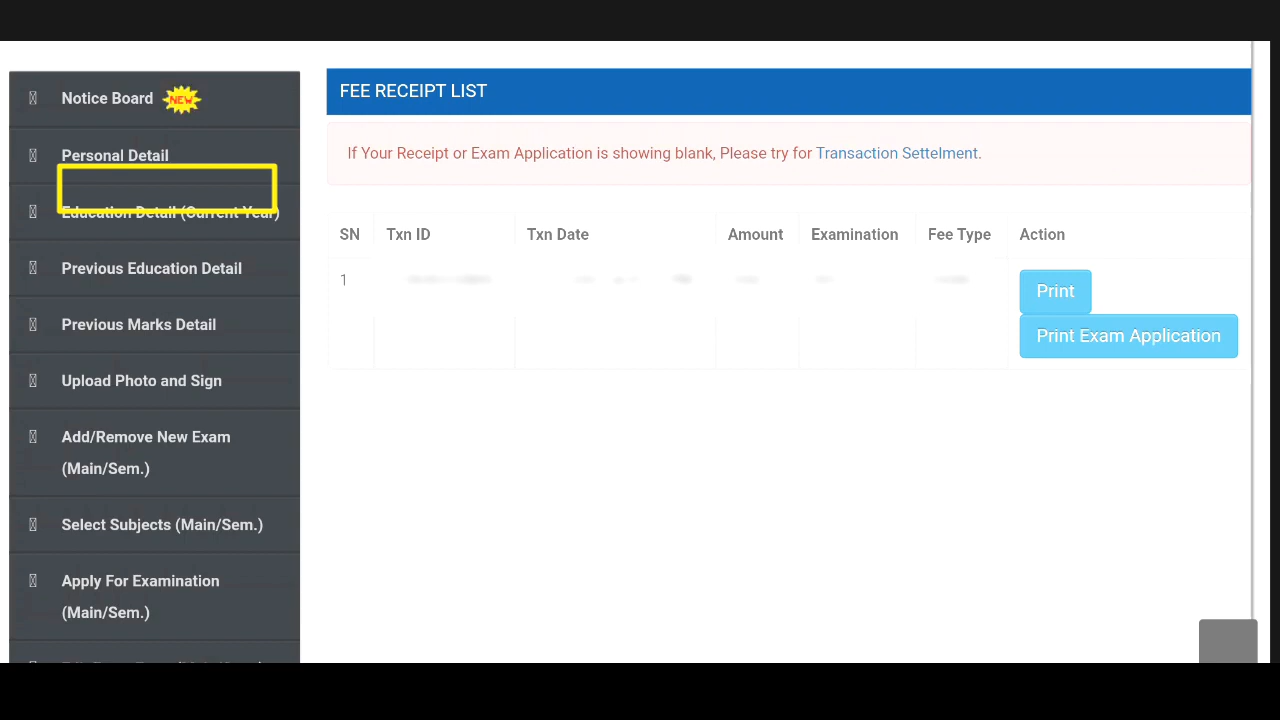 Notice Board NEW
Personal Detail
Education Detail (Current Year)
Previous Education Detail
Previous Marks Detail
Upload Photo and Sign
Add/Remove New Exam
(Main/Sem.)
Select Subjects (Main/Sem.)
Apply For Examination
(Main/Sem.)
FEE RECEIPT LIST
If Your Receipt or Exam Application is showing blank, Please try for Transaction Settelment.
SN Txn ID Txn Date Amount Examination Fee Type Action
1 Print
Print Exam Application